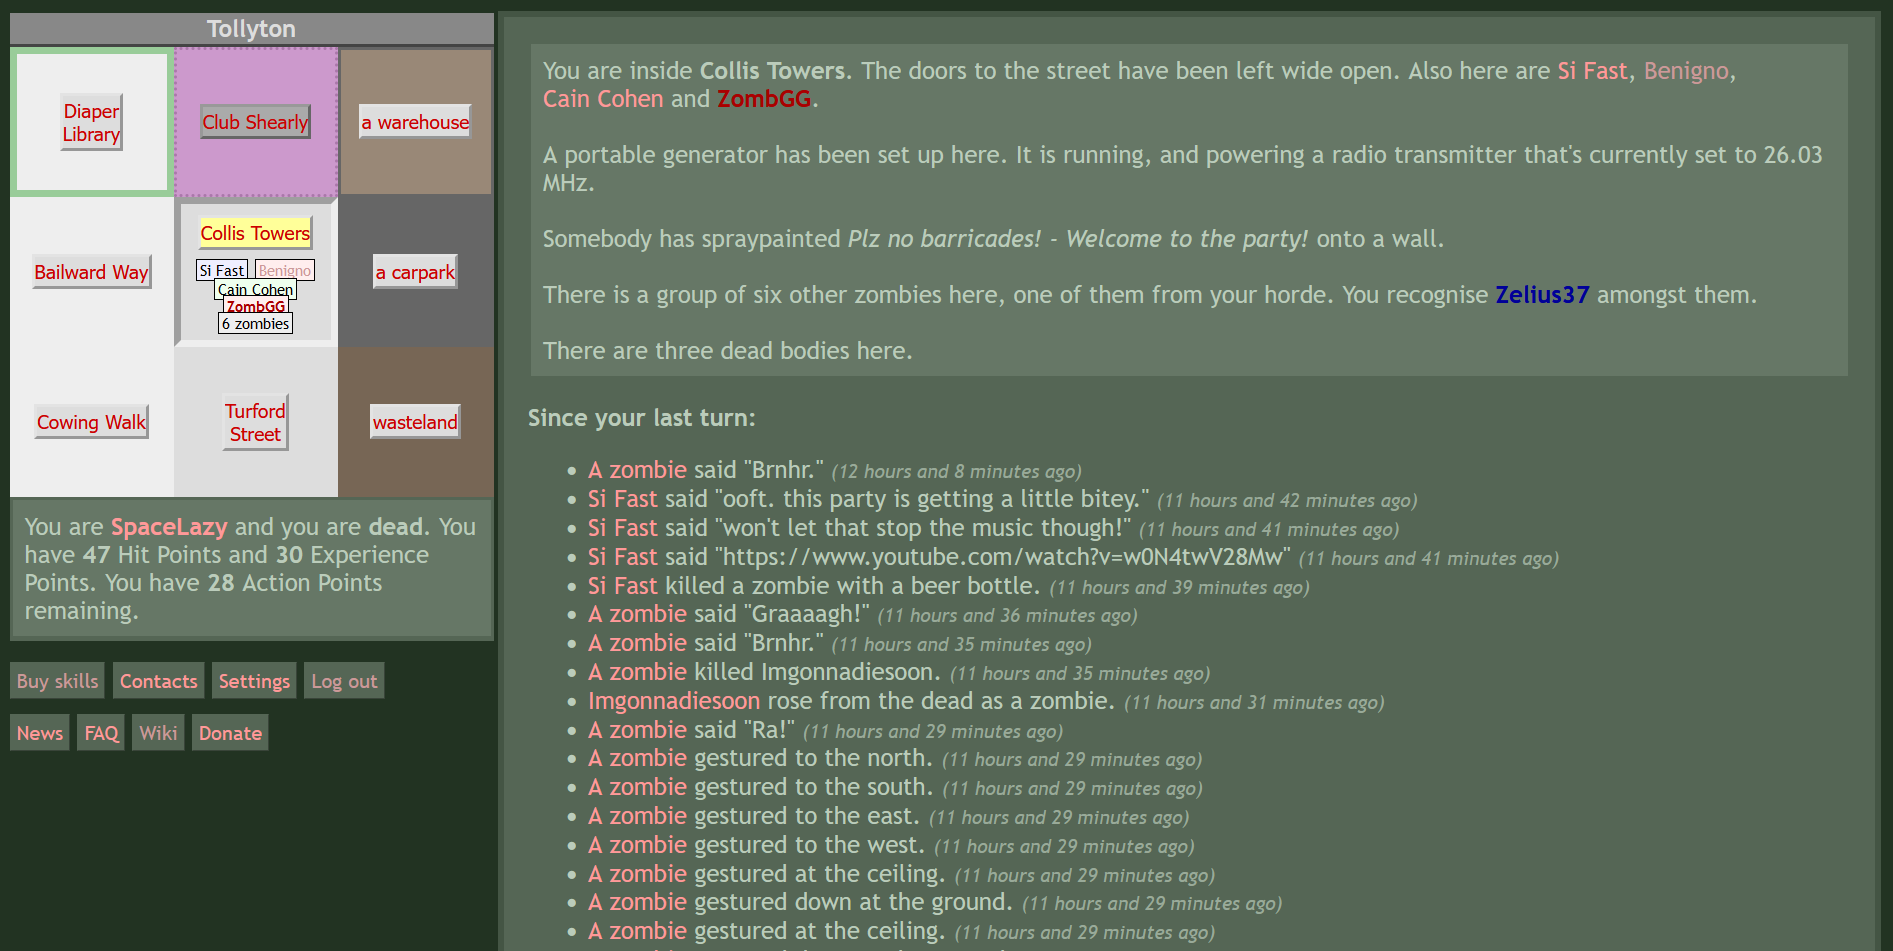 Tollyton
Diaper
Library
Club Shearly
a warehouse
Bailward Way
Collis Towers
Si Fast
Benigno
Cain Cohen
ZombGG
6 zombies
a carpark
Cowing Walk
Turford
Street
wasteland
You are SpaceLazy and you are dead. You
have 47 Hit Points and 30 Experience
Points. You have 28 Action Points
remaining.
Buy skills
Contacts
Settings
Log out
News
FAQ
Wiki
Donate
You are inside Collis Towers. The doors to the street have been left wide open. Also here are Si Fast, Benigno,
Cain Cohen and ZombGG.
A portable generator has been set up here. It is running, and powering a radio transmitter that's currently set to 26.03
MHz.
Somebody has spraypainted Plz no barricades! - Welcome to the party! onto a wall.
There is a group of six other zombies here, one of them from your horde. You recognise Zelius37 amongst them.
There are three dead bodies here.
Since your last turn:
• A zombie said "Brnhr." (12 hours and 8 minutes ago)
• Si Fast said "ooft. this party is getting a little bitey." (11 hours and 42 minutes ago)
• Si Fast said "won't let that stop the music though!" (11 hours and 41 minutes ago)
• Si Fast said "https://www.youtube.com/watch?v=w0N4twV28Mw" (11 hours and 41 minutes ago)
• Si Fast killed a zombie with a beer bottle. (11 hours and 39 minutes ago)
• A zombie said "Graaaagh!" (11 hours and 36 minutes ago)
• A zombie said "Brnhr." (11 hours and 35 minutes ago)
• A zombie killed Imgonnadiesoon. (11 hours and 35 minutes ago)
• Imgonnadiesoon rose from the dead as a zombie. (11 hours and 31 minutes ago)
• A zombie said "Ra!" (11 hours and 29 minutes ago)
• A zombie gestured to the north. (11 hours and 29 minutes ago)
• A zombie gestured to the south. (11 hours and 29 minutes ago)
• A zombie gestured to the east. (11 hours and 29 minutes ago)
• A zombie gestured to the west. (11 hours and 29 minutes ago)
• A zombie gestured at the ceiling. (11 hours and 29 minutes ago)
• A zombie gestured down at the ground. (11 hours and 29 minutes ago)
• A zombie gestured at the ceiling. (11 hours and 29 minutes ago)